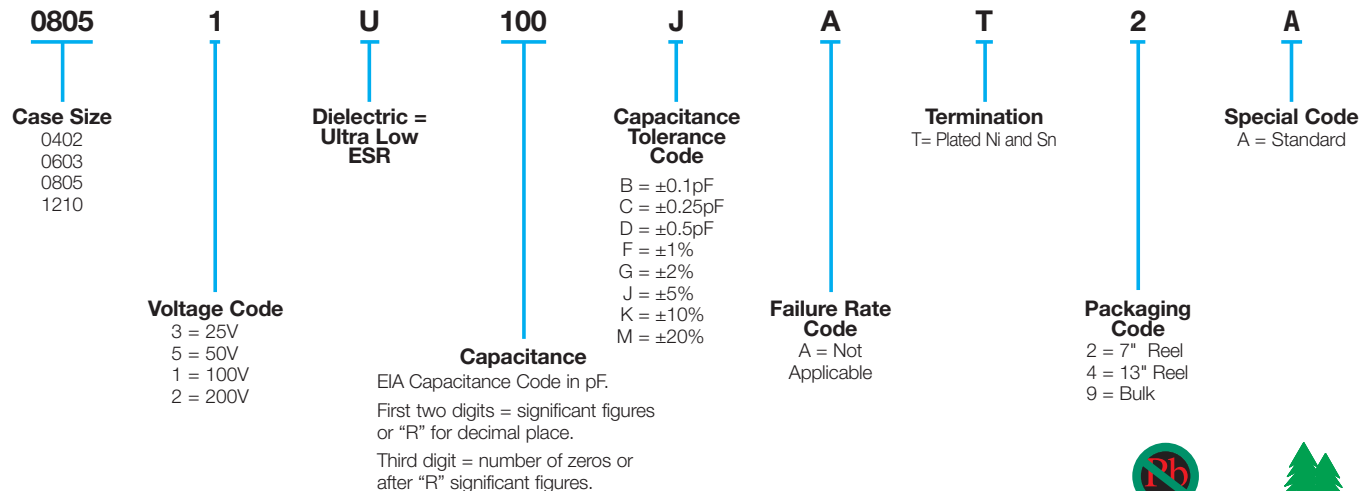 0805 1 U 100 J A T 2 A
Case Size
0402
0603
0805
1210
Dielectric =
Ultra Low
ESR
Capacitance
Tolerance
Code
B = ±0.1pF
C = ±0.25pF
D = ±0.5pF
F = ±1%
G = ±2%
J = ±5%
K = ±10%
M = ±20%
Termination
T= Plated Ni and Sn
Special Code
A = Standard
Voltage Code
3 = 25V
5 = 50V
1 = 100V
2 = 200V
Capacitance
EIA Capacitance Code in pF.
First two digits = significant figures
or “R” for decimal place.
Third digit = number of zeros or
after “R” significant figures.
Failure Rate
Code
A = Not
Applicable
Packaging
Code
2 = 7" Reel
4 = 13" Reel
9 = Bulk
Pb